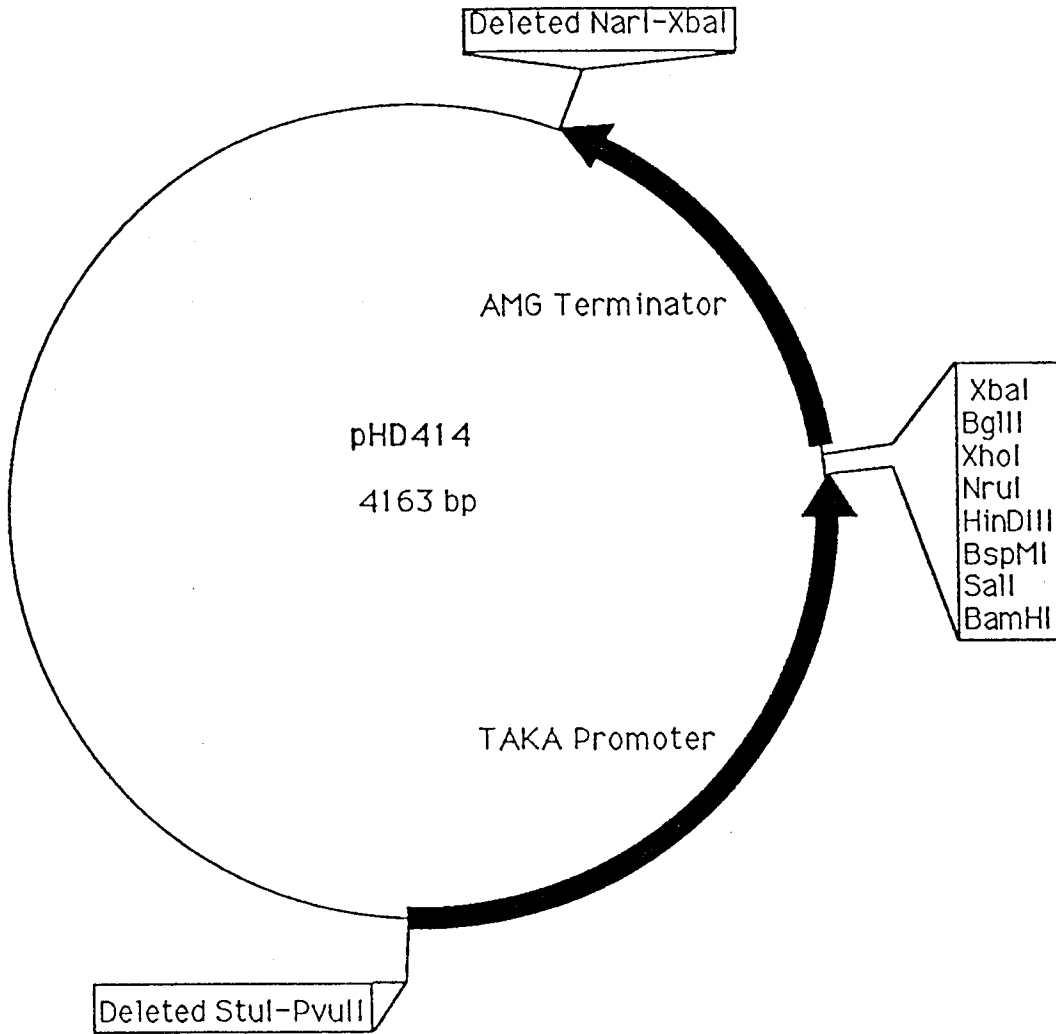 Deleted NarI-XbaI
AMG Terminator
pHD414
4163 bp
XbaI
BglII
XhoI
NruI
HinDIII
BspMI
SalI
BamHI
TAKA Promoter
Deleted StuI-PvuII